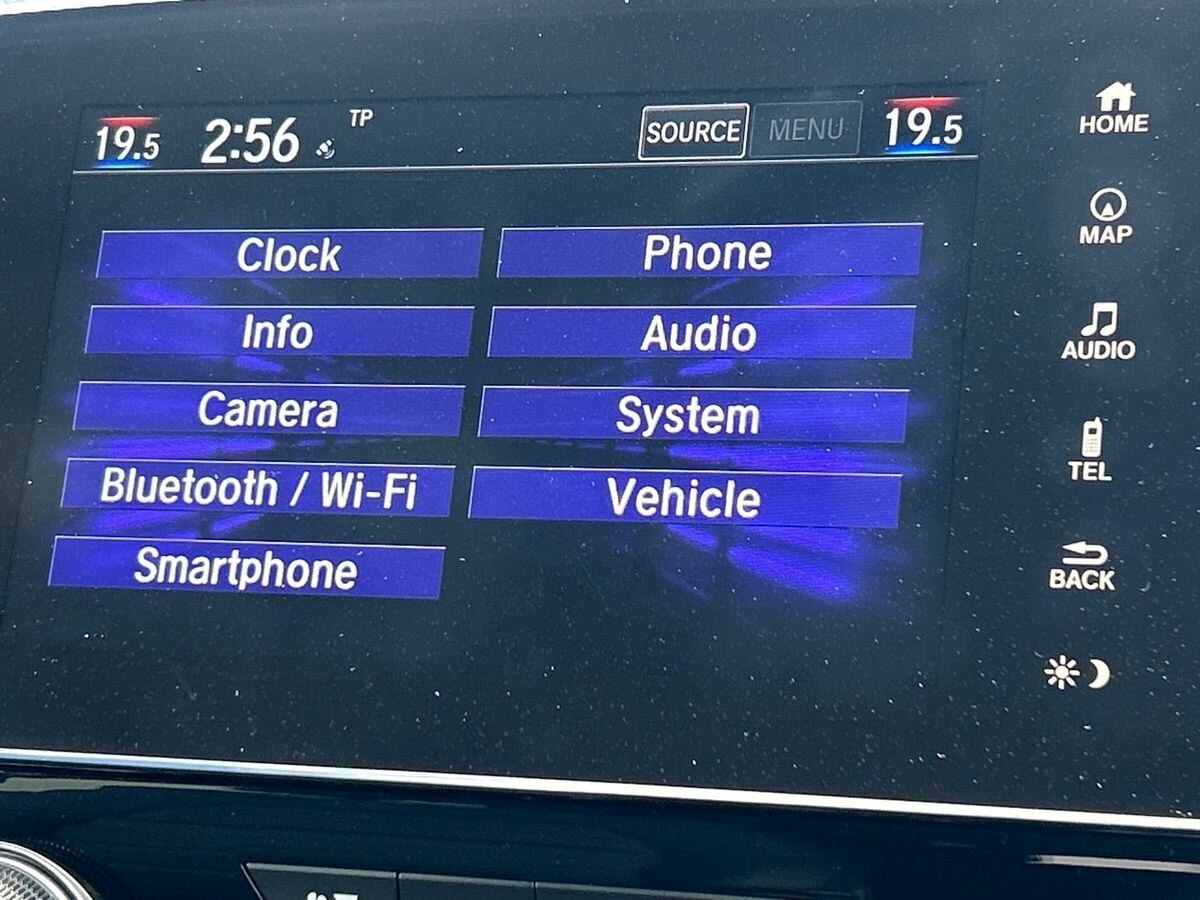 19.5 2:56 TP SOURCE MENU 19.5
Clock
Phone
Info
Audio
Camera
System
Bluetooth / Wi-Fi
Vehicle
Smartphone
HOME
MAP
AUDIO
TEL
BACK